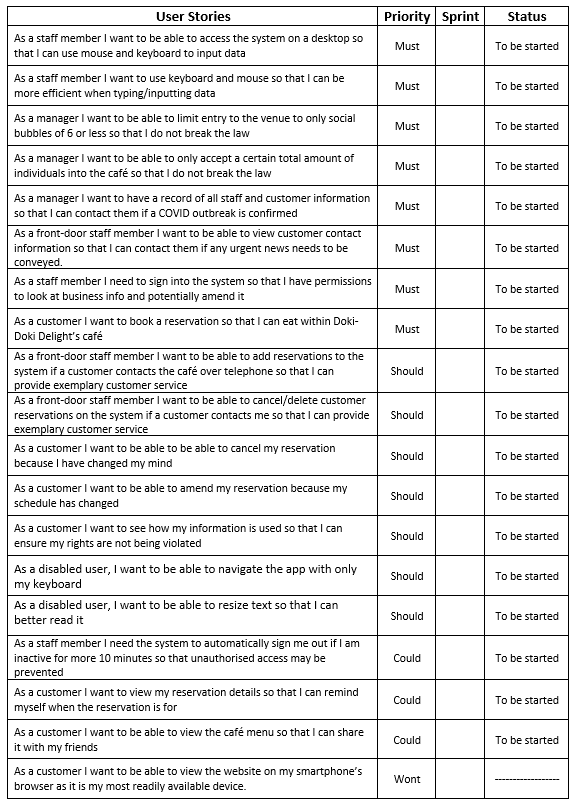 User Stories Priority Sprint Status
As a staff member I want to be able to access the system on a desktop so
that I can use mouse and keyboard to input data
Must To be started
As a staff member I want to use keyboard and mouse so that I can be
more efficient when typing/inputting data
Must To be started
As a manager I want to be able to limit entry to the venue to only social
bubbles of 6 or less so that I do not break the law
Must To be started
As a manager I want to be able to only accept a certain total amount of
individuals into the café so that I do not break the law
Must To be started
As a manager I want to have a record of all staff and customer information
so that I can contact them if a COVID outbreak is confirmed
Must To be started
As a front-door staff member I want to be able to view customer contact
information so that I can contact them if any urgent news needs to be
conveyed.
Must To be started
As a staff member I need to sign into the system so that I have permissions
to look at business info and potentially amend it
Must To be started
As a customer I want to book a reservation so that I can eat within Doki-
Doki Delight's café
Must To be started
As a front-door staff member I want to be able to add reservations to the
system if a customer contacts the café over telephone so that I can
provide exemplary customer service
Should To be started
As a front-door staff member I want to be able to cancel/delete customer
reservations on the system if a customer contacts me so that I can provide
exemplary customer service
Should To be started
As a customer I want to be able to be able to cancel my reservation
because I have changed my mind
Should To be started
As a customer I want to be able to amend my reservation because my
schedule has changed
Should To be started
As a customer I want to see how my information is used so that I can
ensure my rights are not being violated
Should To be started
As a disabled user, I want to be able to navigate the app with only
my keyboard
Should To be started
As a disabled user, I want to be able to resize text so that I can
better read it
Should To be started
As a staff member I need the system to automatically sign me out if I am
inactive for more 10 minutes so that unauthorised access may be
prevented
Could To be started
As a customer I want to view my reservation details so that I can remind
myself when the reservation is for
Could To be started
As a customer I want to be able to view the café menu so that I can share
it with my friends
Could To be started
As a customer I want to be able to view the website on my smartphone's
browser as it is my most readily available device.
Wont ------------------